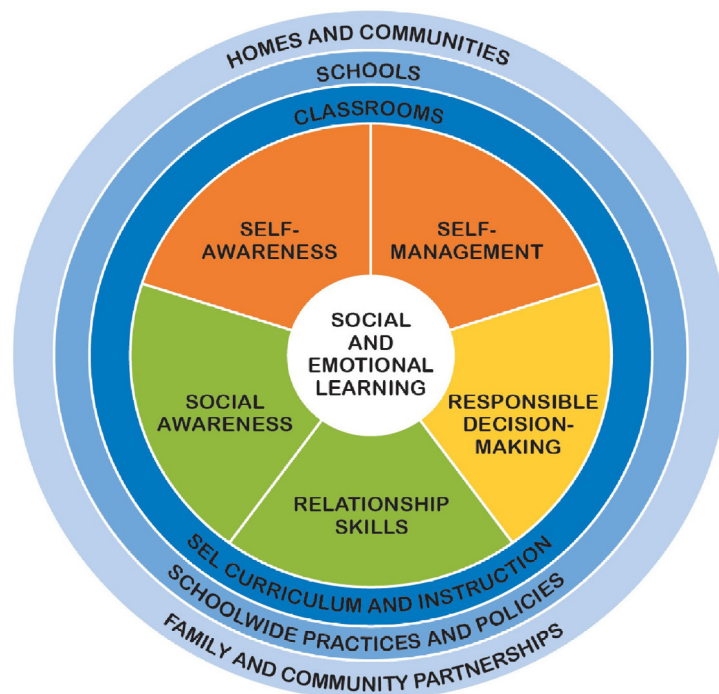 HOMES AND COMMUNITIES
SCHOOLS
CLASSROOMS
SELF-
AWARENESS
SELF-
MANAGEMENT
SOCIAL
AND
EMOTIONAL
LEARNING
SOCIAL
AWARENESS
RESPONSIBLE
DECISION-
MAKING
RELATIONSHIP
SKILLS
SEL CURRICULUM AND INSTRUCTION
SCHOOLWIDE PRACTICES AND POLICIES
FAMILY AND COMMUNITY PARTNERSHIPS